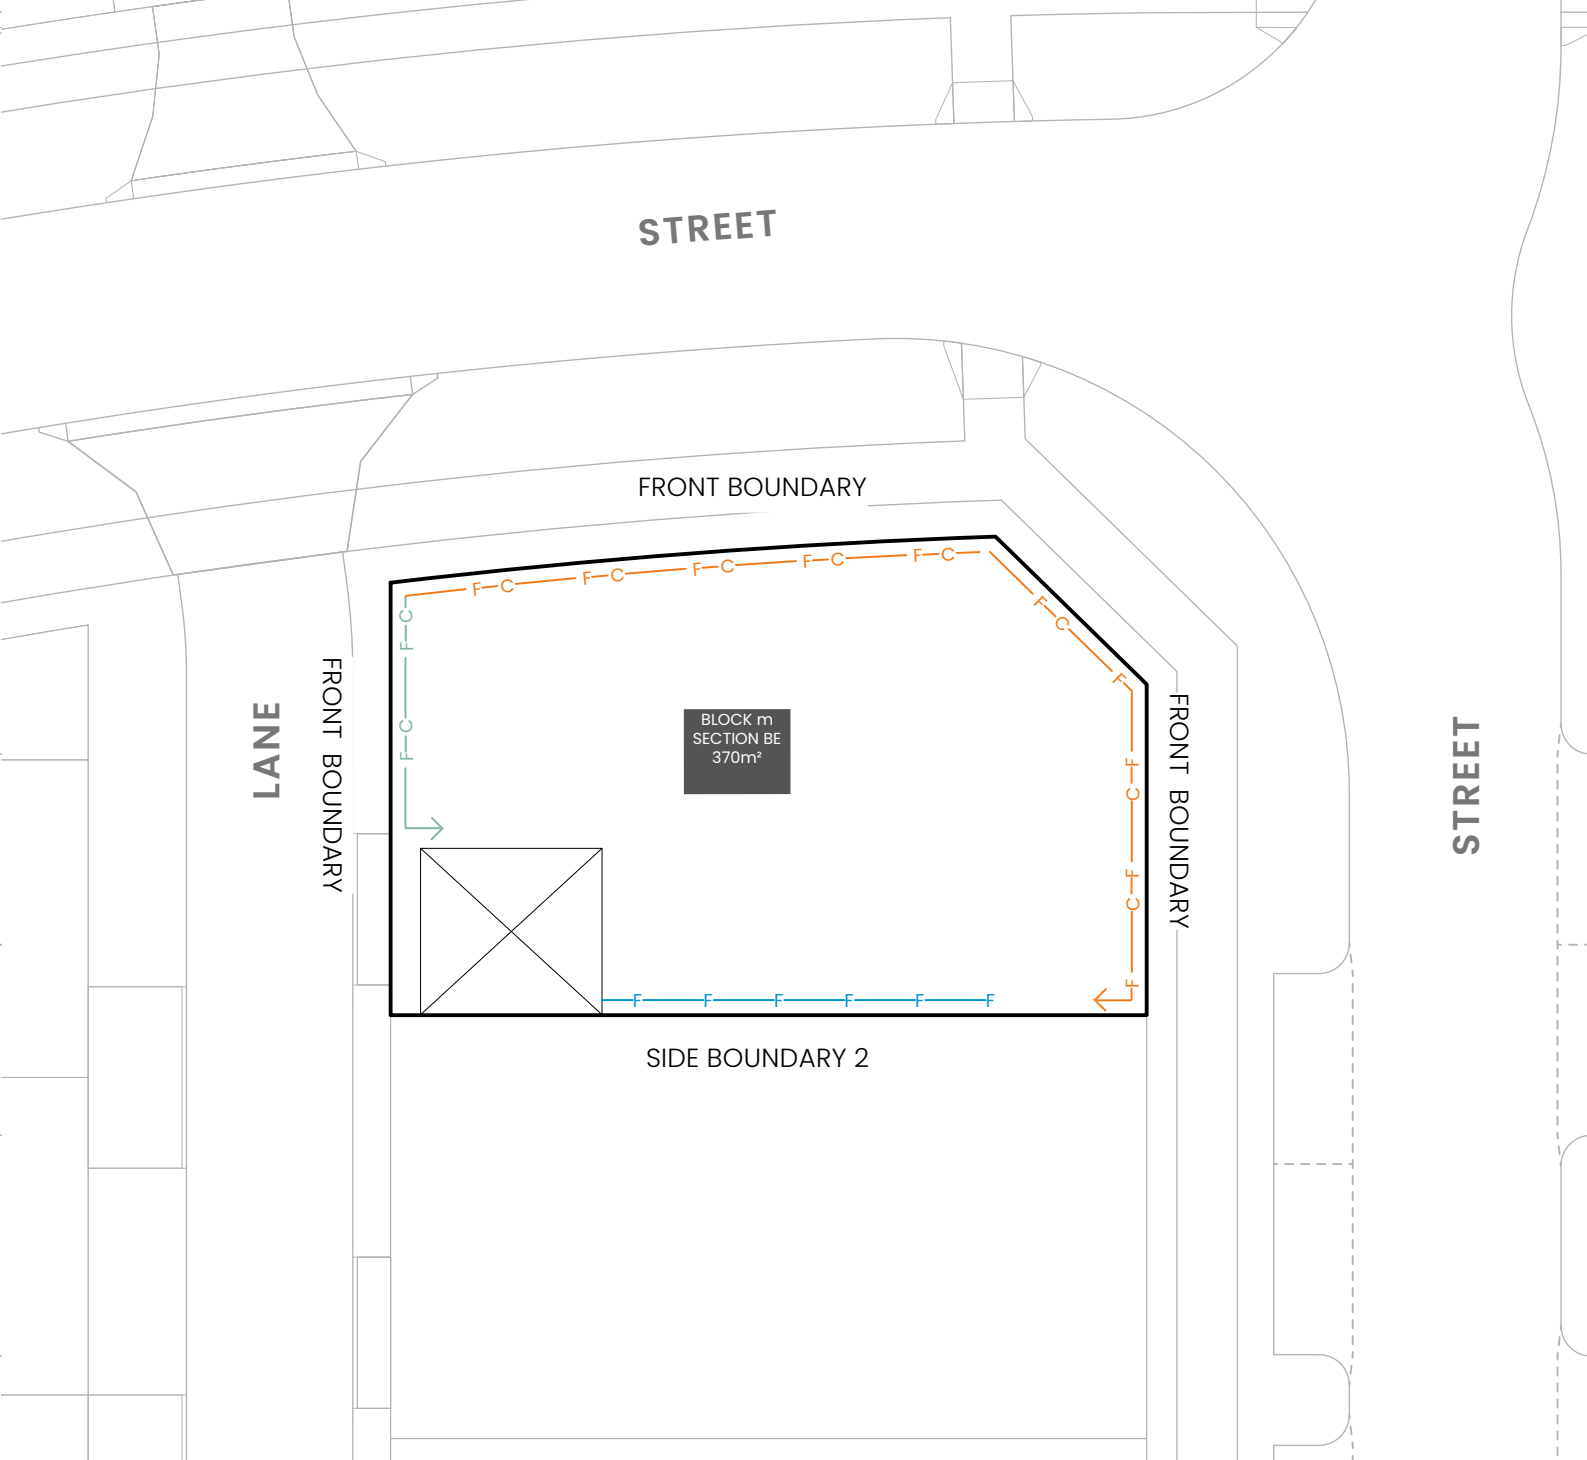 STREET
FRONT BOUNDARY
F C F C F C F C F C
C F C F
F C F
LANE
FRONT BOUNDARY
BLOCK m
SECTION BE
370m²
F C F C F
FRONT BOUNDARY
STREET
F F F F F F
SIDE BOUNDARY 2